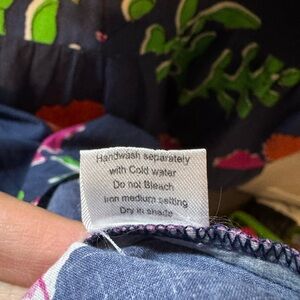 Handwash separately
with Cold water
Do not Bleach
Iron medium setting
Dry in shade